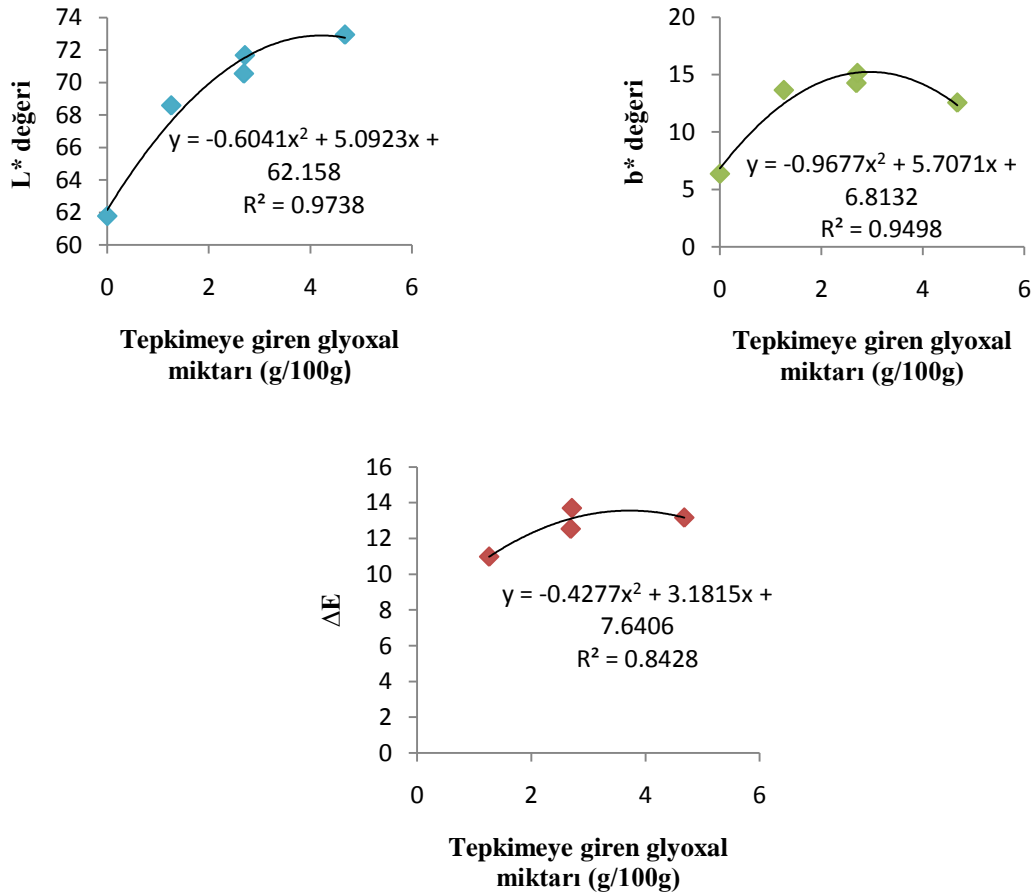 74
72
70
68
66
64
62
60
L* değeri
y = -0.6041x² + 5.0923x +
62.158
R² = 0.9738
0 2 4 6
Tepkimeye giren glyoxal
miktarı (g/100g)
20
15
10
5
0
b* değeri
y = -0.9677x² + 5.7071x +
6.8132
R² = 0.9498
0 2 4 6
Tepkimeye giren glyoxal
miktarı (g/100g)
16
14
12
10
8
6
4
2
0
ΔE
y = -0.4277x² + 3.1815x +
7.6406
R² = 0.8428
0 2 4 6
Tepkimeye giren glyoxal
miktarı (g/100g)